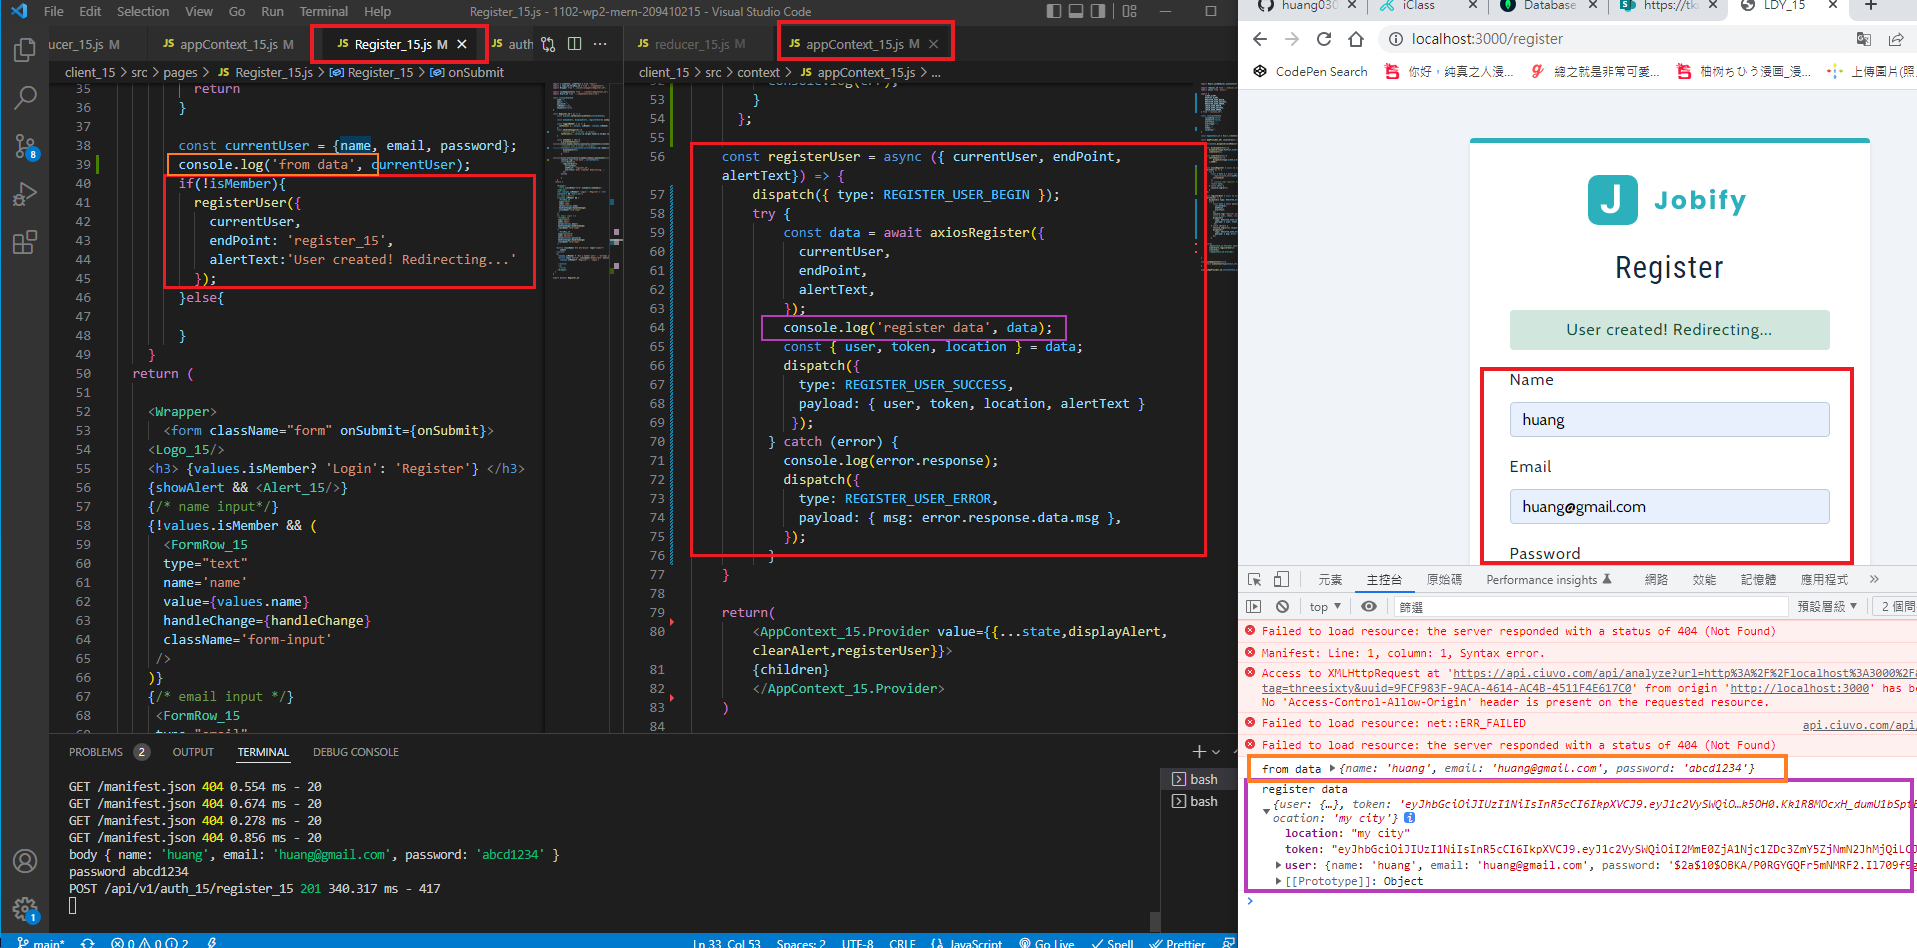 File Edit Selection View Go Run Terminal Help Register_15.js - 1102-wp2-mern-209410215 - Visual Studio Code
ucer_15.js M
JS appContext_15.js M
JS Register_15.js M
JS auth
JS reducer_15.js M
JS appContext_15.js M
client_15 > src > pages > JS Register_15.js > Register_15 > onSubmit
35 return
36 }
37
38 const currentUser = {name, email, password};
39 console.log('from data', currentUser);
40 if(!isMember){
41 registerUser({
42 currentUser,
43 endPoint: 'register_15',
44 alertText:'User created! Redirecting...'
45 });
46 }else{
47
48 }
49 }
50 return (
51
52 <Wrapper>
53 <form className="form" onSubmit={onSubmit}>
54 <Logo_15/>
55 <h3> {values.isMember? 'Login': 'Register'} </h3>
56 {showAlert && <Alert_15/>}
57 {/* name input*/}
58 {!values.isMember && (
59 <FormRow_15
60 type="text"
61 name='name'
62 value={values.name}
63 handleChange={handleChange}
64 className='form-input'
65 />
66 )}
67 {/* email input */}
68 <FormRow_15
client_15 > src > context > JS appContext_15.js > ...
53 }
54 };
55
56 const registerUser = async ({ currentUser, endPoint,
alertText}) => {
57 dispatch({ type: REGISTER_USER_BEGIN });
58 try {
59 const data = await axiosRegister({
60 currentUser,
61 endPoint,
62 alertText,
63 });
64 console.log('register data', data);
65 const { user, token, location } = data;
66 dispatch({
67 type: REGISTER_USER_SUCCESS,
68 payload: { user, token, location, alertText }
69 });
70 } catch (error) {
71 console.log(error.response);
72 dispatch({
73 type: REGISTER_USER_ERROR,
74 payload: { msg: error.response.data.msg },
75 });
76 }
77 }
78
79 return(
80 <AppContext_15.Provider value={{...state,displayAlert,
clearAlert,registerUser}}>
81 {children}
82 </AppContext_15.Provider>
83 )
84
PROBLEMS 2 OUTPUT TERMINAL DEBUG CONSOLE
bash
bash
GET /manifest.json 404 0.554 ms - 20
GET /manifest.json 404 0.674 ms - 20
GET /manifest.json 404 0.278 ms - 20
GET /manifest.json 404 0.856 ms - 20
body { name: 'huang', email: 'huang@gmail.com', password: 'abcd1234' }
password abcd1234
POST /api/v1/auth_15/register_15 201 340.317 ms - 417
8
1
main* 0 0 2 Ln 33, Col 53 Spaces: 2 UTF-8 CRLF {} JavaScript Go Live Spell Prettier
huang030 iClass Database https://tk LDY_15
localhost:3000/register
CodePen Search 你好，純真之人漫... 總之就是非常可愛... 柚木ちひう漫画_漫... 上傳圖片(照
J Jobify
Register
User created! Redirecting...
Name
huang
Email
huang@gmail.com
Password
元素 主控台 原始碼 Performance insights 網路 效能 記憶體 應用程式 »
top 篩選 預設層級 2 個問
Failed to load resource: the server responded with a status of 404 (Not Found)
Manifest: Line: 1, column: 1, Syntax error.
Access to XMLHttpRequest at 'https://api.ciuvo.com/api/analyze?url=http%3A%2F%2Flocalhost%3A3000%2F
tag=threesixty&uuid=9FCF983F-9ACA-4614-AC4B-4511F4E617C0' from origin 'http://localhost:3000' has be
No 'Access-Control-Allow-Origin' header is present on the requested resource.
Failed to load resource: net::ERR_FAILED api.ciuvo.com/api/
Failed to load resource: the server responded with a status of 404 (Not Found)
from data {name: 'huang', email: 'huang@gmail.com', password: 'abcd1234'}
register data
{user: {…}, token: 'eyJhbGciOiJIUzI1NiIsInR5cCI6IkpXVCJ9.eyJ1c2VySWQiO…k5OH0.Kk1R8MOcxH_dumU1bSpt
ocation: 'my city'}
location: "my city"
token: "eyJhbGciOiJIUzI1NiIsInR5cCI6IkpXVCJ9.eyJ1c2VySWQiOiI2MmE0ZjA1Njc1ZDc3ZmY5ZjNmN2JhMjQiLC
user: {name: 'huang', email: 'huang@gmail.com', password: '$2a$10$OBKA/P0RGYGQFr5mNMRF2.Il709f9g
[[Prototype]]: Object